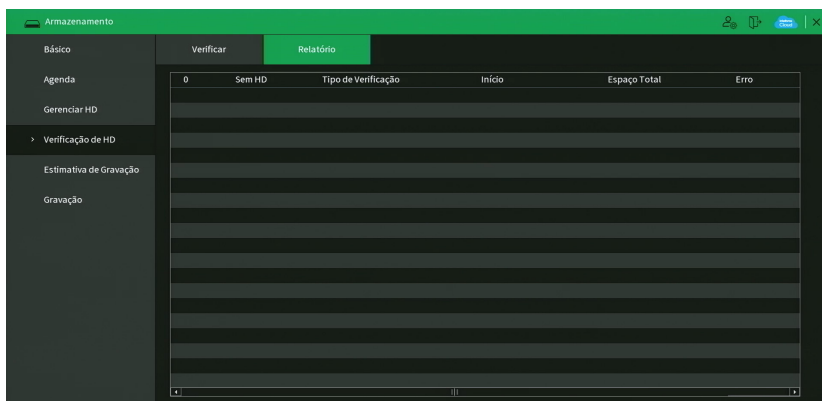 Armazenamento
Cloud
Básico
Verificar
Relatório
Agenda
0 Sem HD Tipo de Verificação Início Espaço Total Erro
Gerenciar HD
> Verificação de HD
Estimativa de Gravação
Gravação